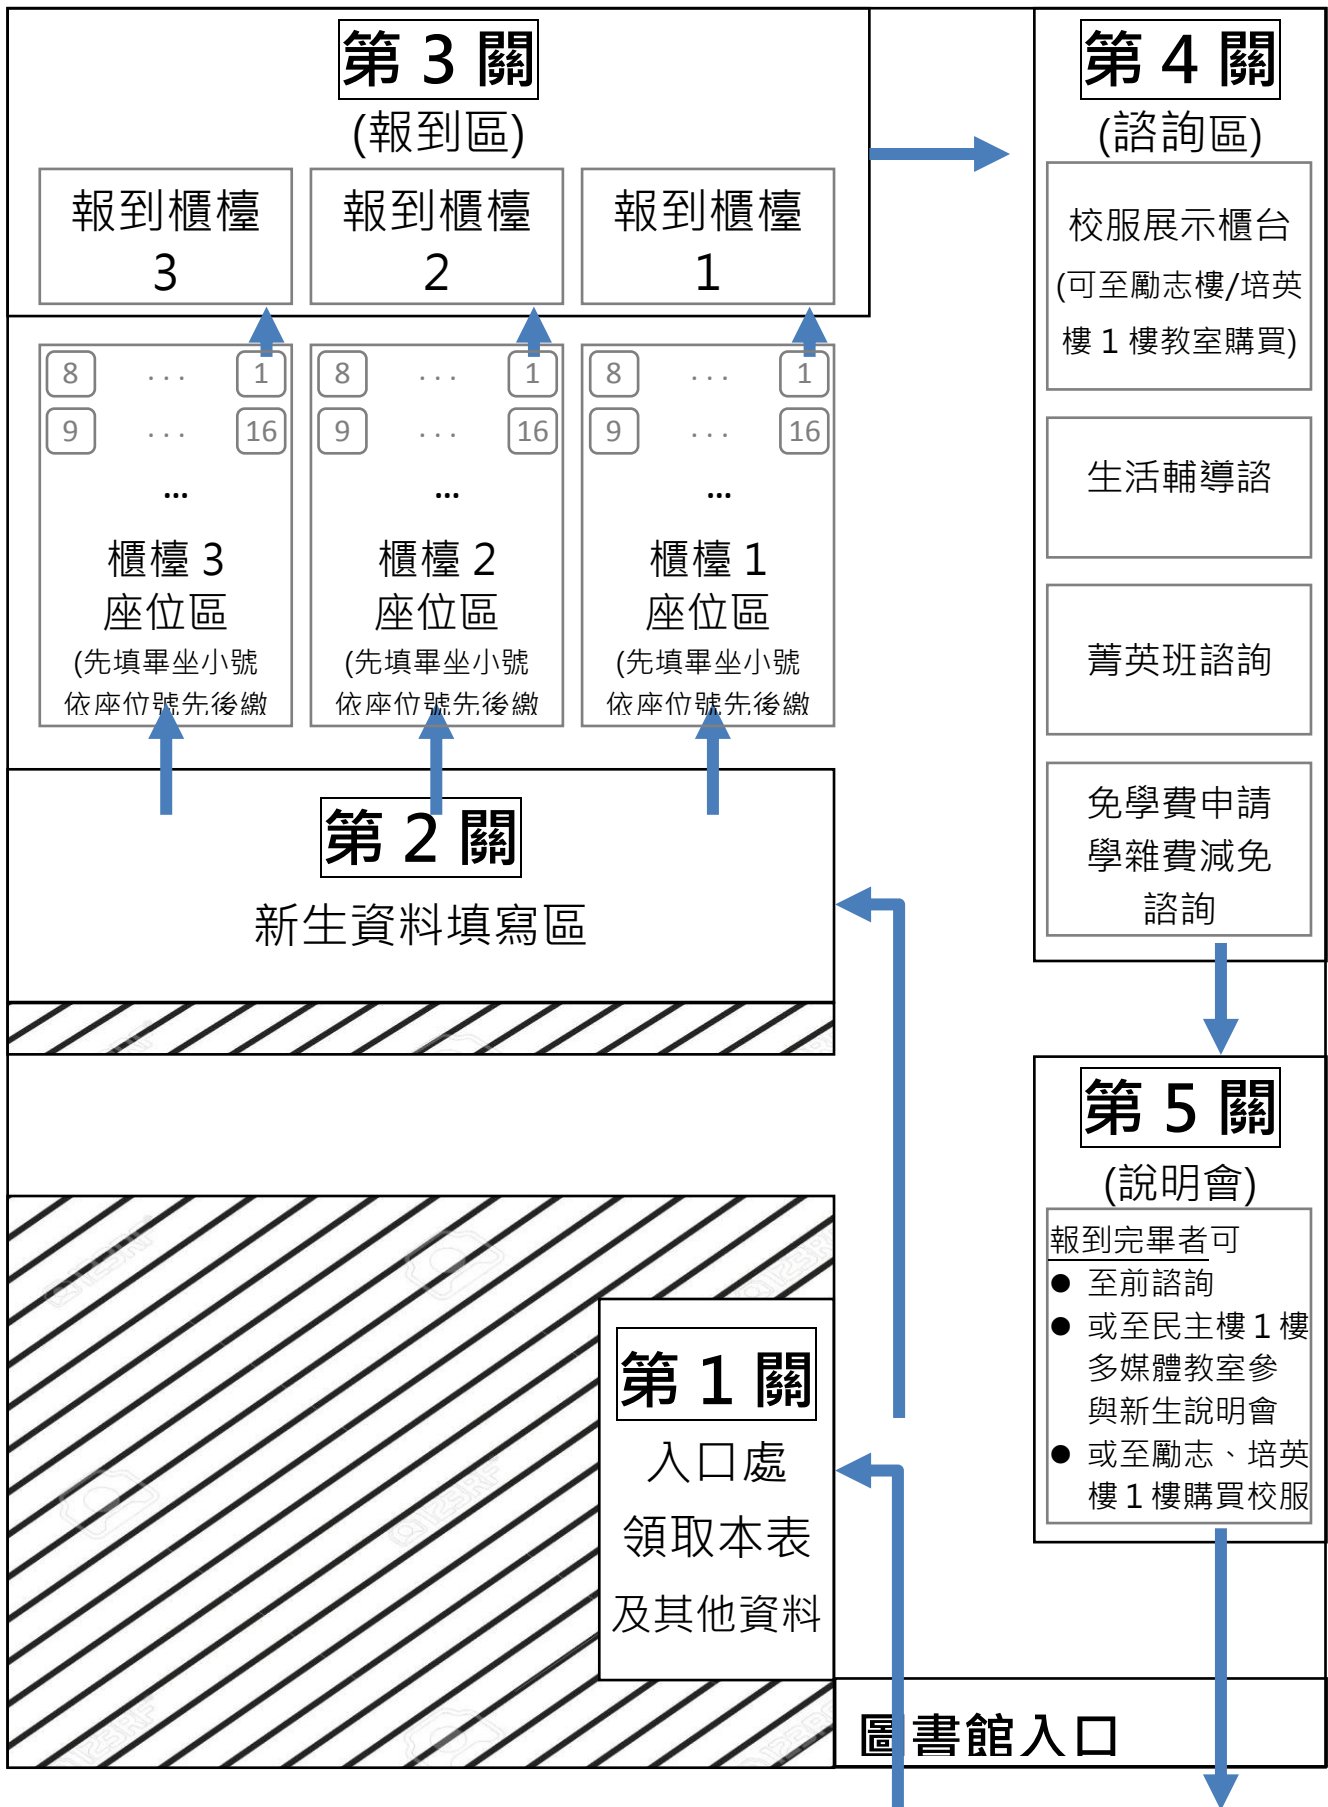 第 3 關
(報到區)
報到櫃臺
3
報到櫃臺
2
報到櫃臺
1
8 ... 1
9 ... 16
...
櫃臺 3
座位區
(先填畢坐小號
依座位號先後繳
8 ... 1
9 ... 16
...
櫃臺 2
座位區
(先填畢坐小號
依座位號先後繳
8 ... 1
9 ... 16
...
櫃臺 1
座位區
(先填畢坐小號
依座位號先後繳
第 2 關
新生資料填寫區
第 1 關
入口處
領取本表
及其他資料
第 4 關
(諮詢區)
校服展示櫃台
(可至勵志樓/培英
樓 1 樓教室購買)
生活輔導諮
菁英班諮詢
免學費申請
學雜費減免
諮詢
第 5 關
(說明會)
報到完畢者可
● 至前諮詢
● 或至民主樓 1 樓
多媒體教室參
與新生說明會
● 或至勵志、培英
樓 1 樓購買校服
圖書館入口
123RF